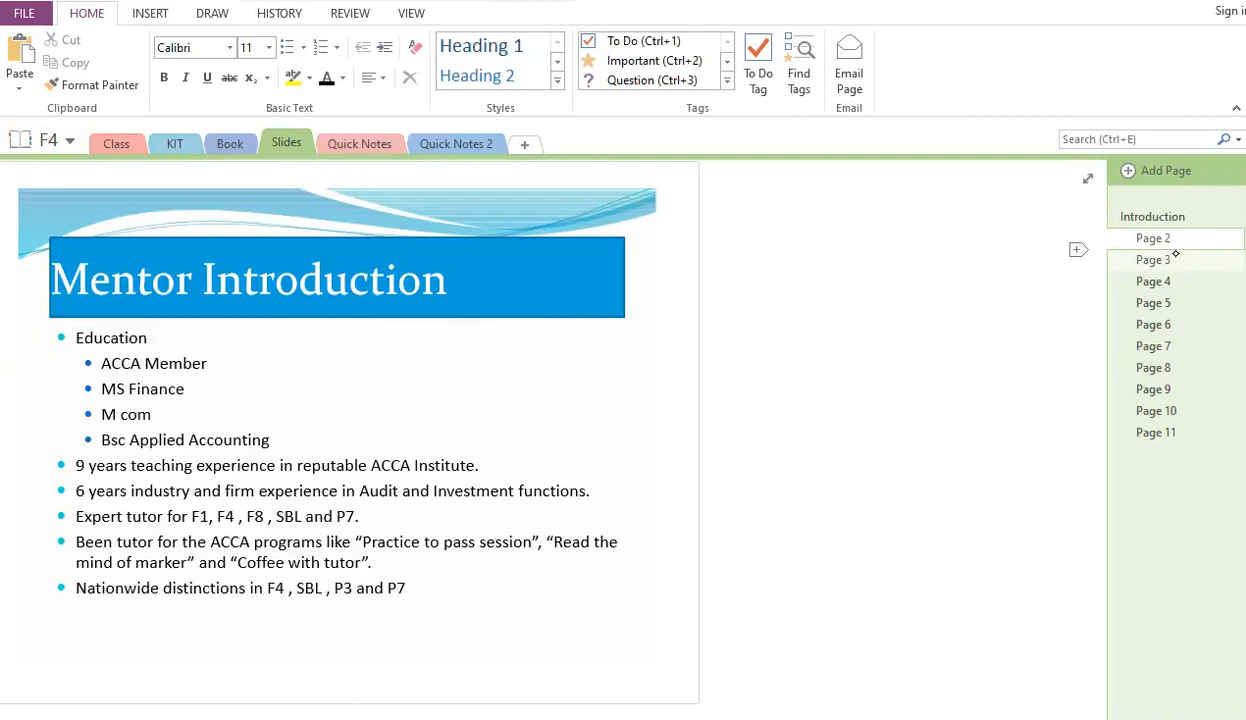 FILE HOME INSERT DRAW HISTORY REVIEW VIEW
Sign in
Cut
Copy
Format Painter
Paste
Clipboard
Calibri 11
B I U abc X₂ A
Basic Text
Heading 1
Heading 2
Styles
To Do (Ctrl+1)
Important (Ctrl+2)
? Question (Ctrl+3)
Tags
To Do
Tag
Find
Tags
Email
Page
Email
F4 Class KIT Book Slides Quick Notes Quick Notes 2 +
Search (Ctrl+E)
Add Page
Introduction
Page 2
Page 3
Page 4
Page 5
Page 6
Page 7
Page 8
Page 9
Page 10
Page 11
Mentor Introduction
• Education
• ACCA Member
• MS Finance
• M com
• Bsc Applied Accounting
• 9 years teaching experience in reputable ACCA Institute.
• 6 years industry and firm experience in Audit and Investment functions.
• Expert tutor for F1, F4 , F8 , SBL and P7.
• Been tutor for the ACCA programs like “Practice to pass session”, “Read the
mind of marker” and “Coffee with tutor”.
• Nationwide distinctions in F4 , SBL , P3 and P7